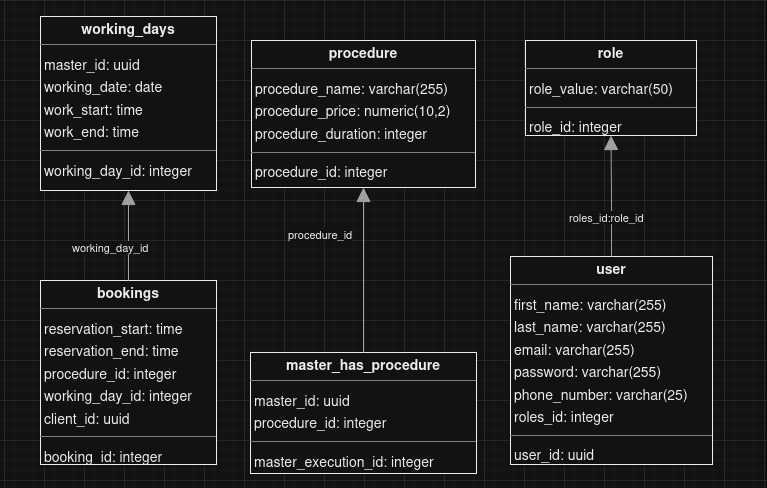 working_days
master_id: uuid
working_date: date
work_start: time
work_end: time
working_day_id: integer
procedure
procedure_name: varchar(255)
procedure_price: numeric(10,2)
procedure_duration: integer
procedure_id: integer
role
role_value: varchar(50)
role_id: integer
working_day_id
procedure_id
roles_id:role_id
bookings
reservation_start: time
reservation_end: time
procedure_id: integer
working_day_id: integer
client_id: uuid
booking_id: integer
master_has_procedure
master_id: uuid
procedure_id: integer
master_execution_id: integer
user
first_name: varchar(255)
last_name: varchar(255)
email: varchar(255)
password: varchar(255)
phone_number: varchar(25)
roles_id: integer
user_id: uuid